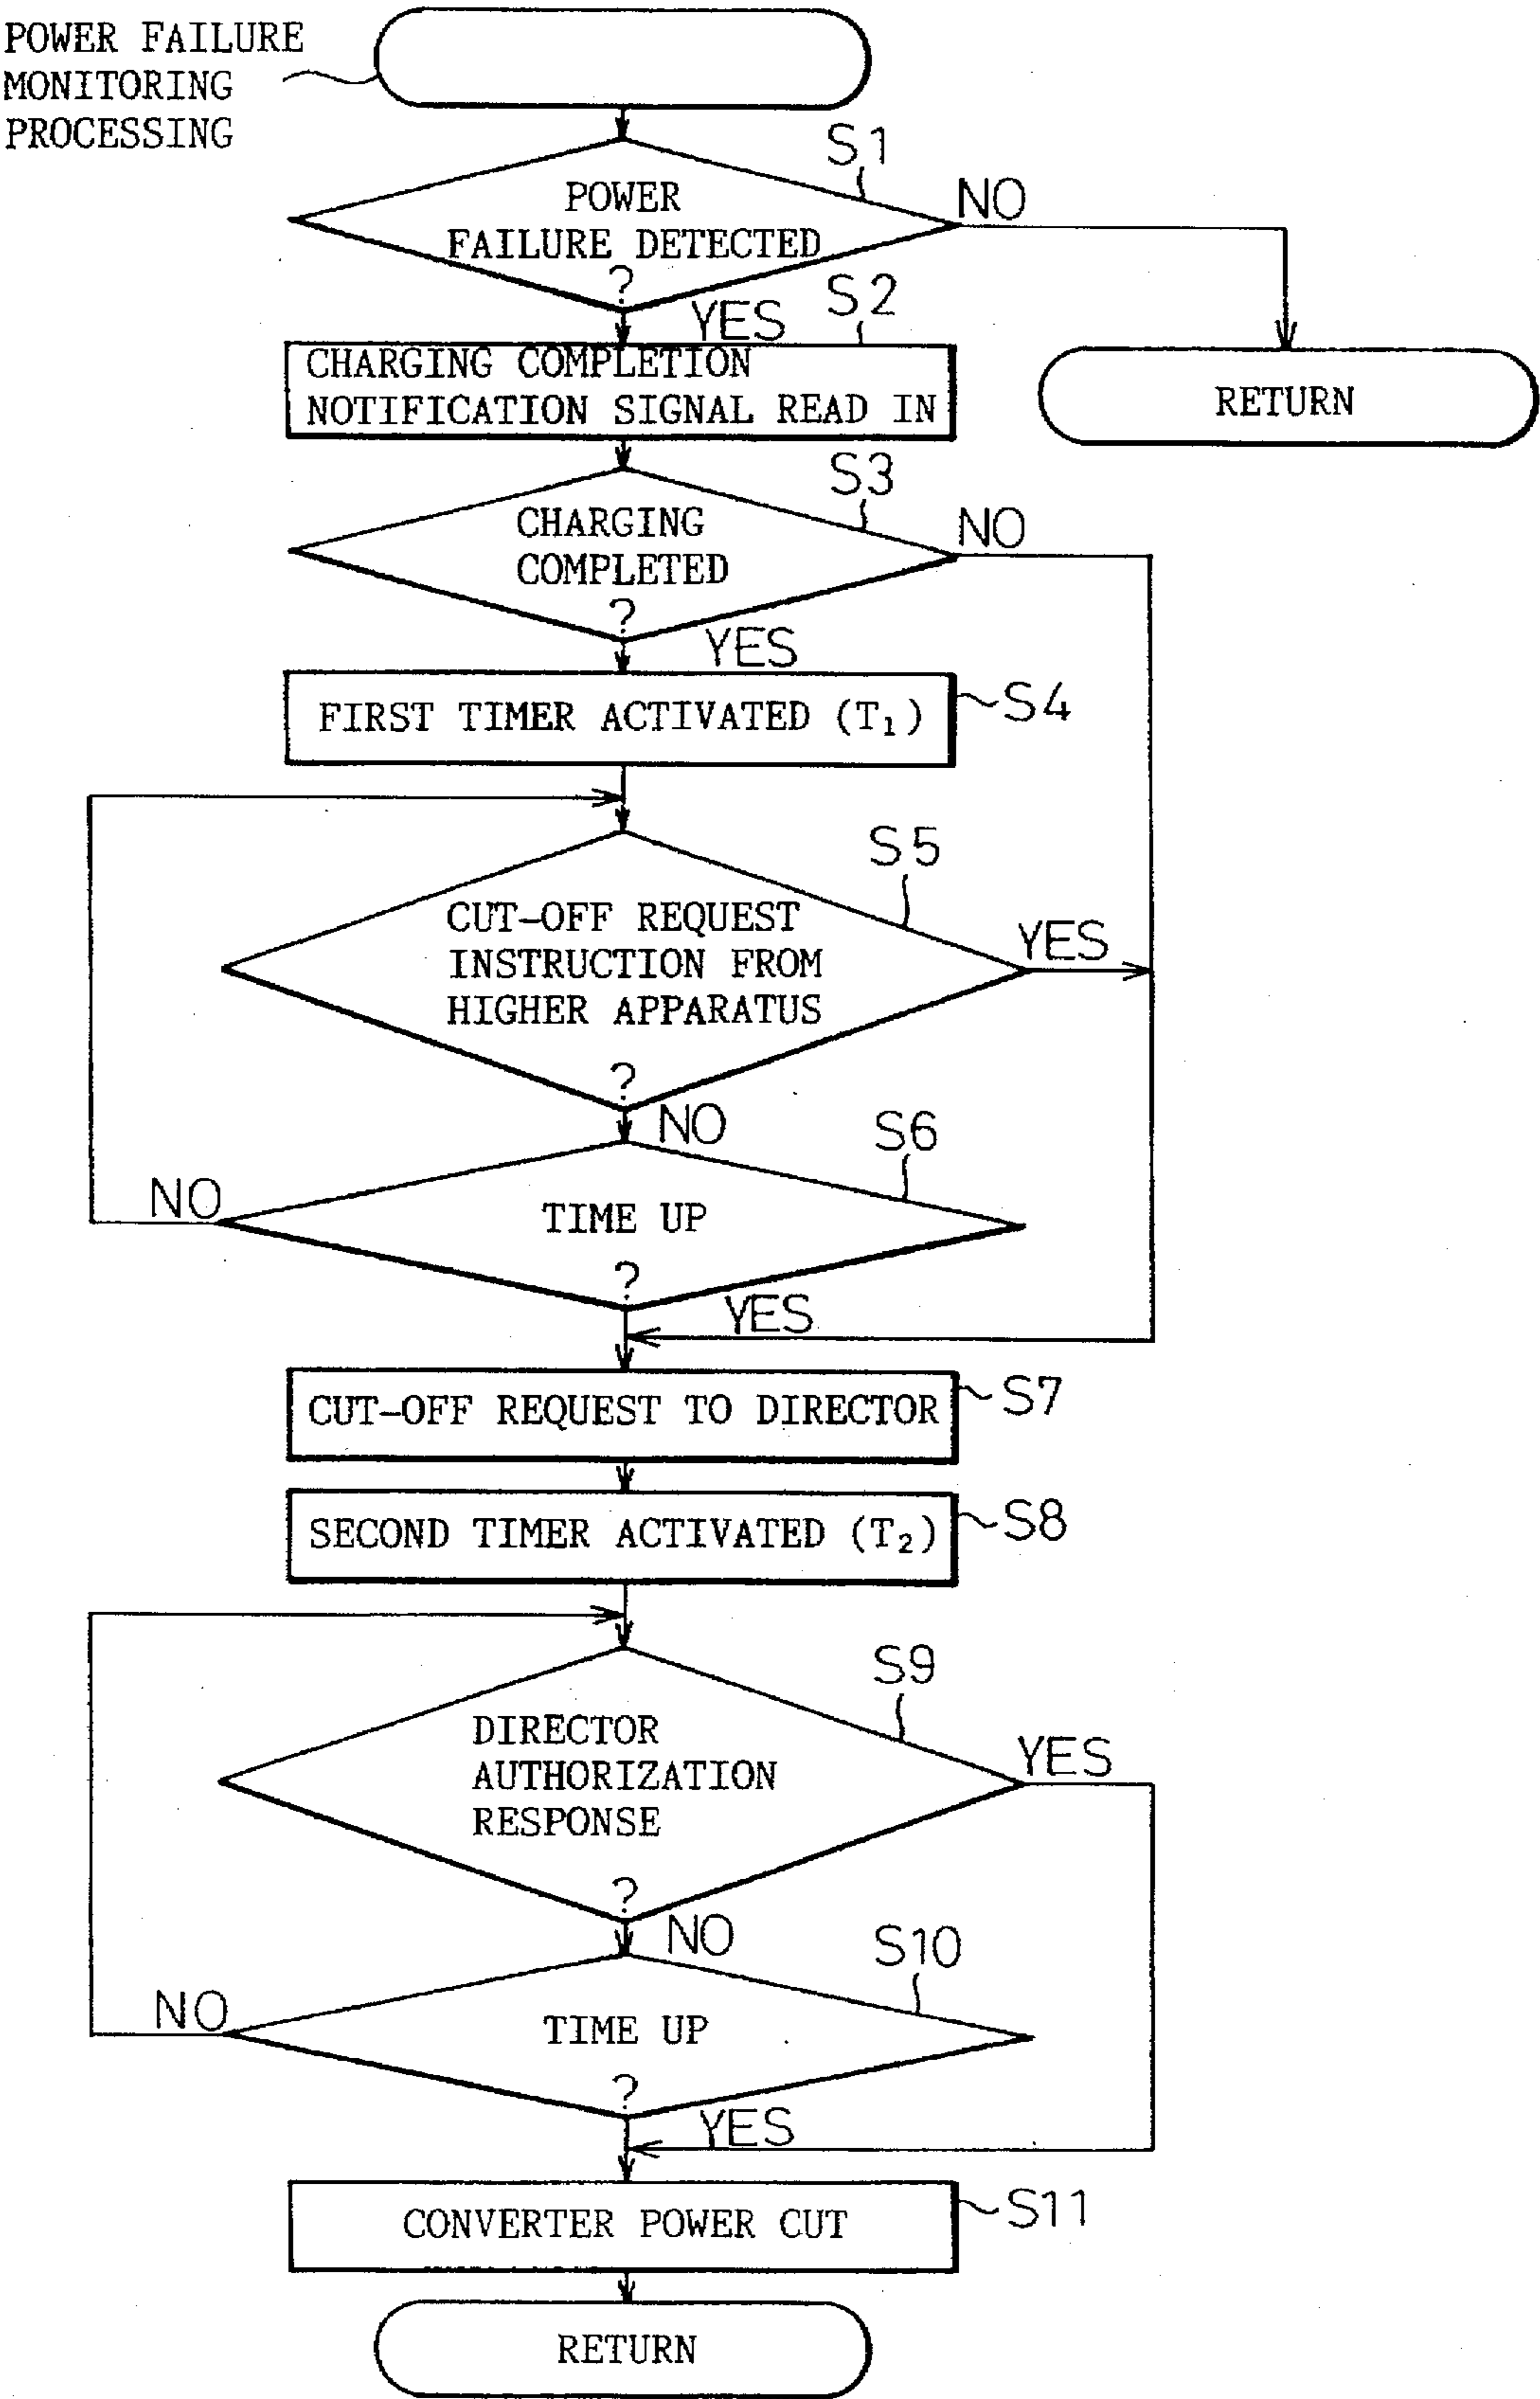 POWER FAILURE
MONITORING
PROCESSING
S1
POWER
FAILURE DETECTED
?
NO
YES
S2
CHARGING COMPLETION
NOTIFICATION SIGNAL READ IN
RETURN
S3
CHARGING
COMPLETED
?
NO
YES
FIRST TIMER ACTIVATED (T₁)
S4
S5
CUT-OFF REQUEST
INSTRUCTION FROM
HIGHER APPARATUS
?
YES
NO
S6
TIME UP
?
NO
YES
CUT-OFF REQUEST TO DIRECTOR
S7
SECOND TIMER ACTIVATED (T₂)
S8
S9
DIRECTOR
AUTHORIZATION
RESPONSE
?
YES
NO
S10
TIME UP
?
NO
YES
CONVERTER POWER CUT
S11
RETURN